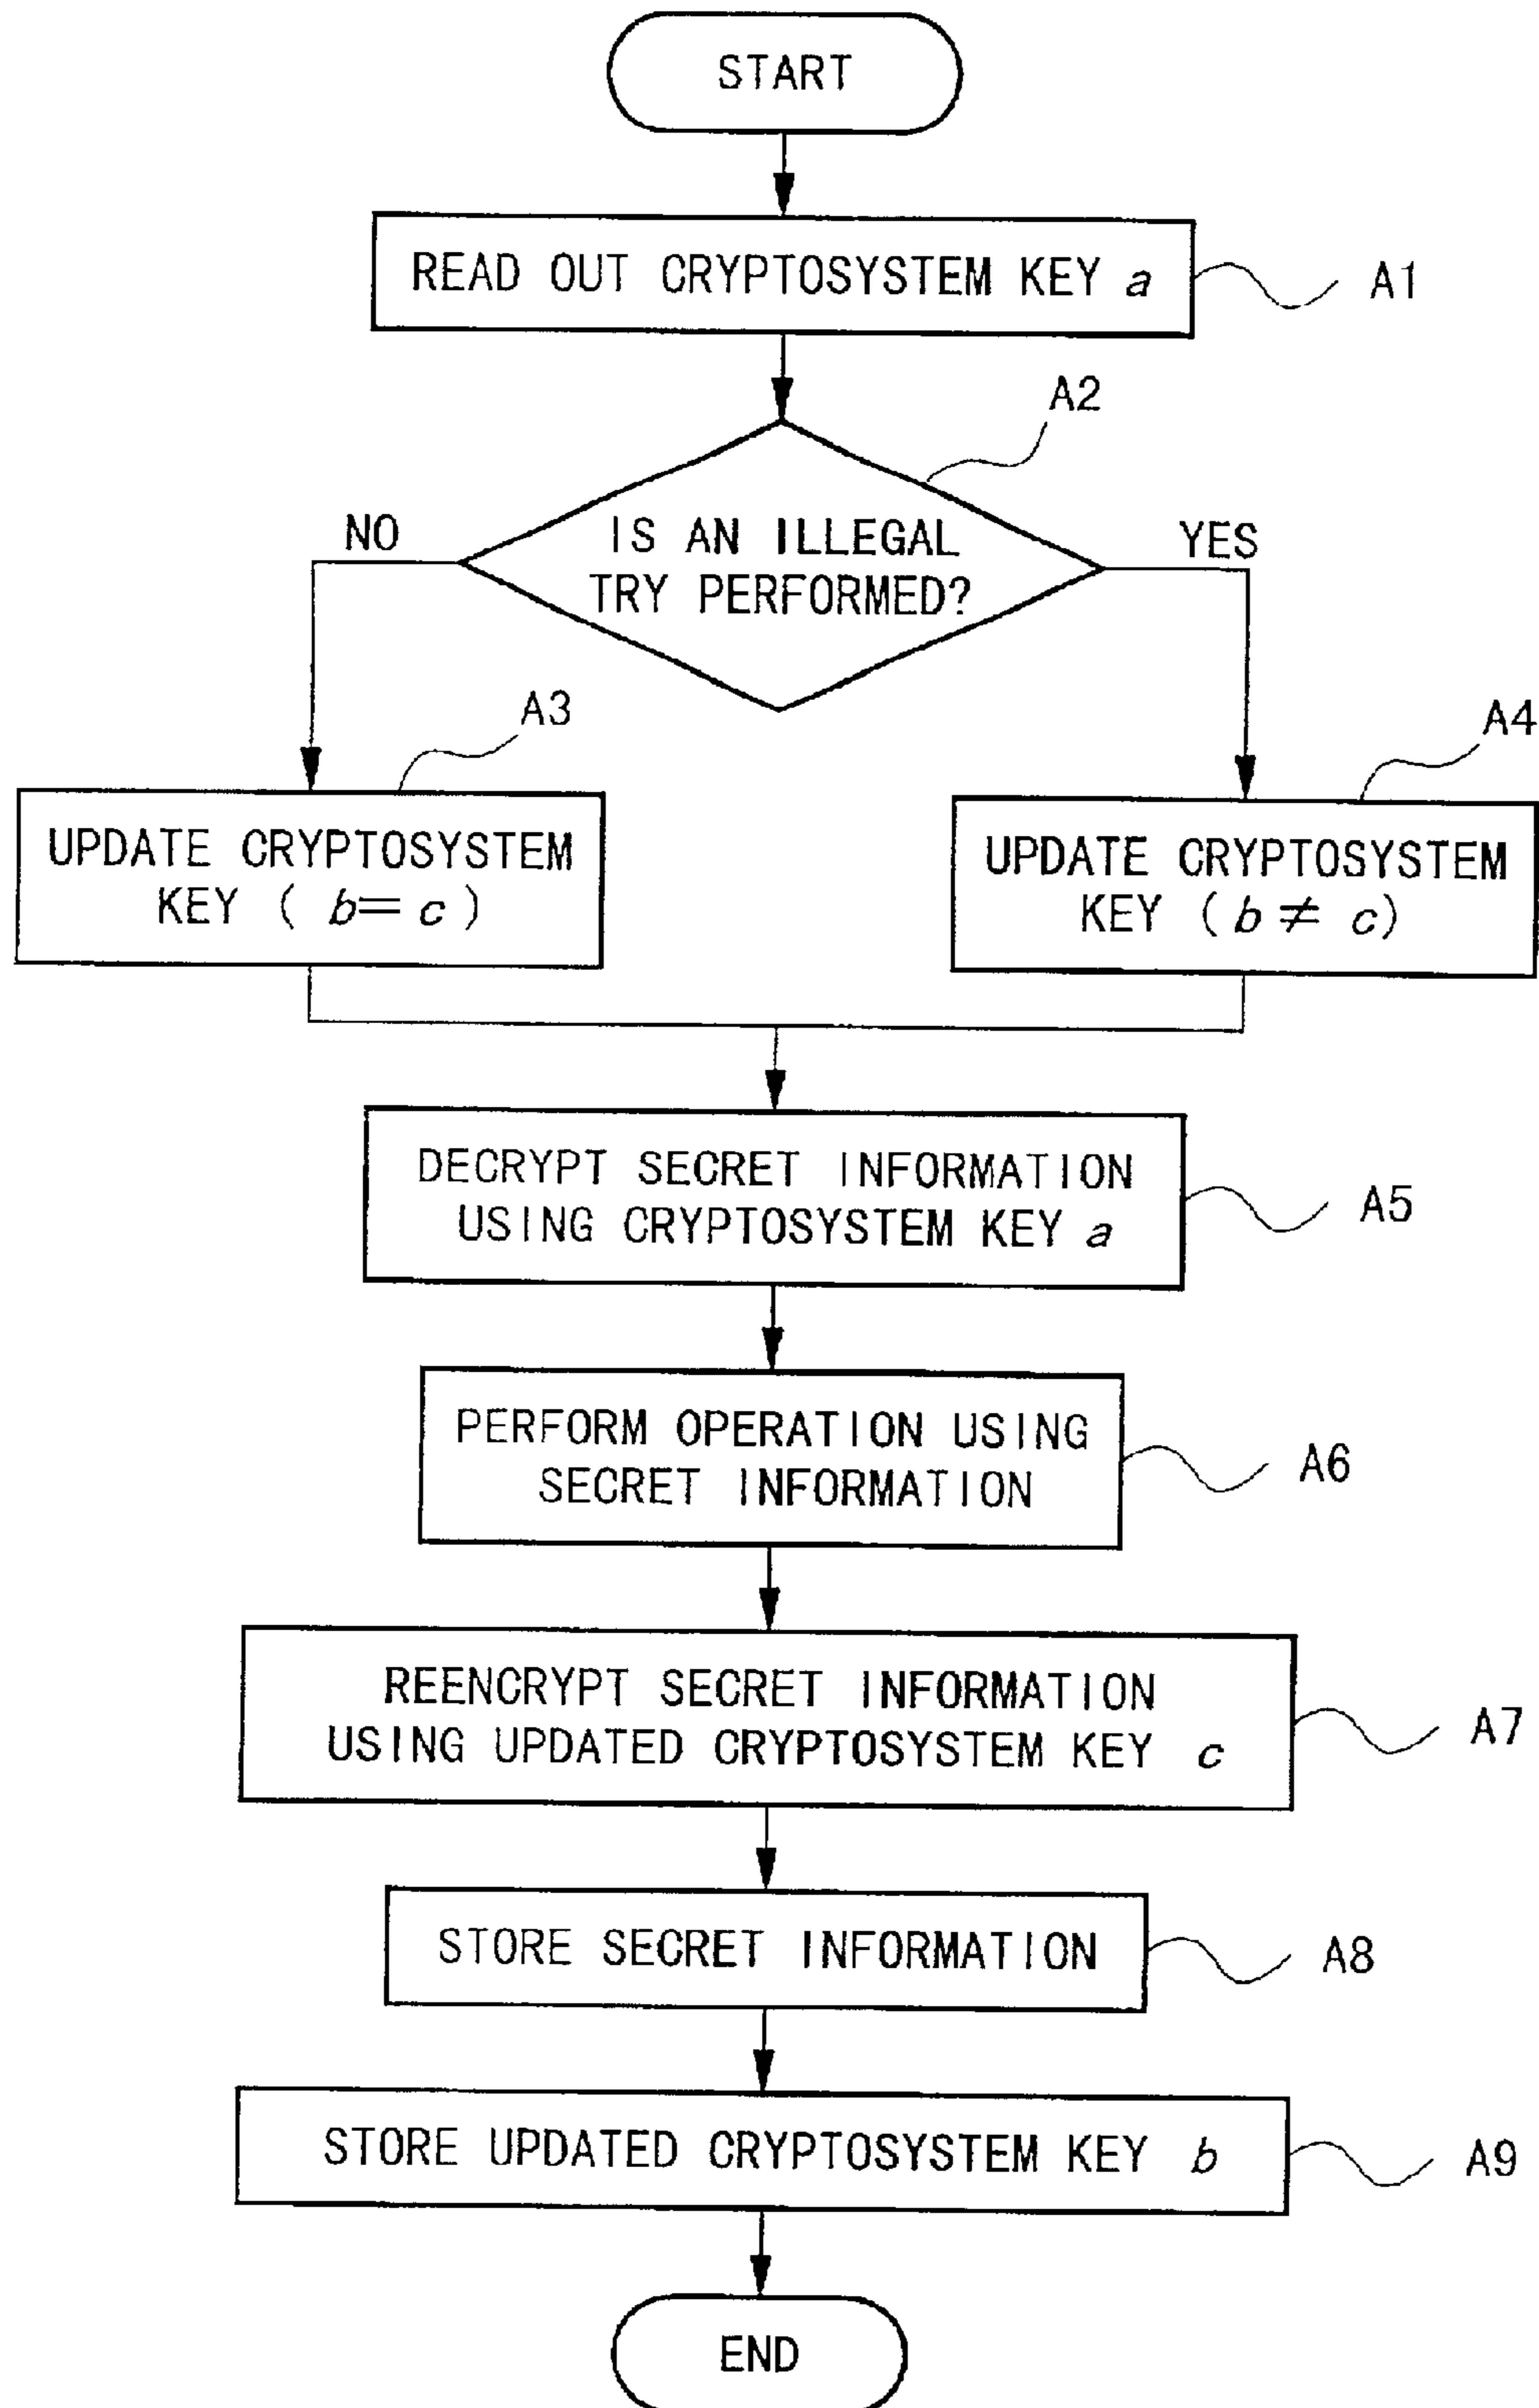 START
READ OUT CRYPTOSYSTEM KEY a
A1
A2
IS AN ILLEGAL
TRY PERFORMED?
NO
YES
A3
A4
UPDATE CRYPTOSYSTEM
KEY ( b= c )
UPDATE CRYPTOSYSTEM
KEY ( b ≠ c)
DECRYPT SECRET INFORMATION
USING CRYPTOSYSTEM KEY a
A5
PERFORM OPERATION USING
SECRET INFORMATION
A6
REENCRYPT SECRET INFORMATION
USING UPDATED CRYPTOSYSTEM KEY c
A7
STORE SECRET INFORMATION
A8
STORE UPDATED CRYPTOSYSTEM KEY b
A9
END